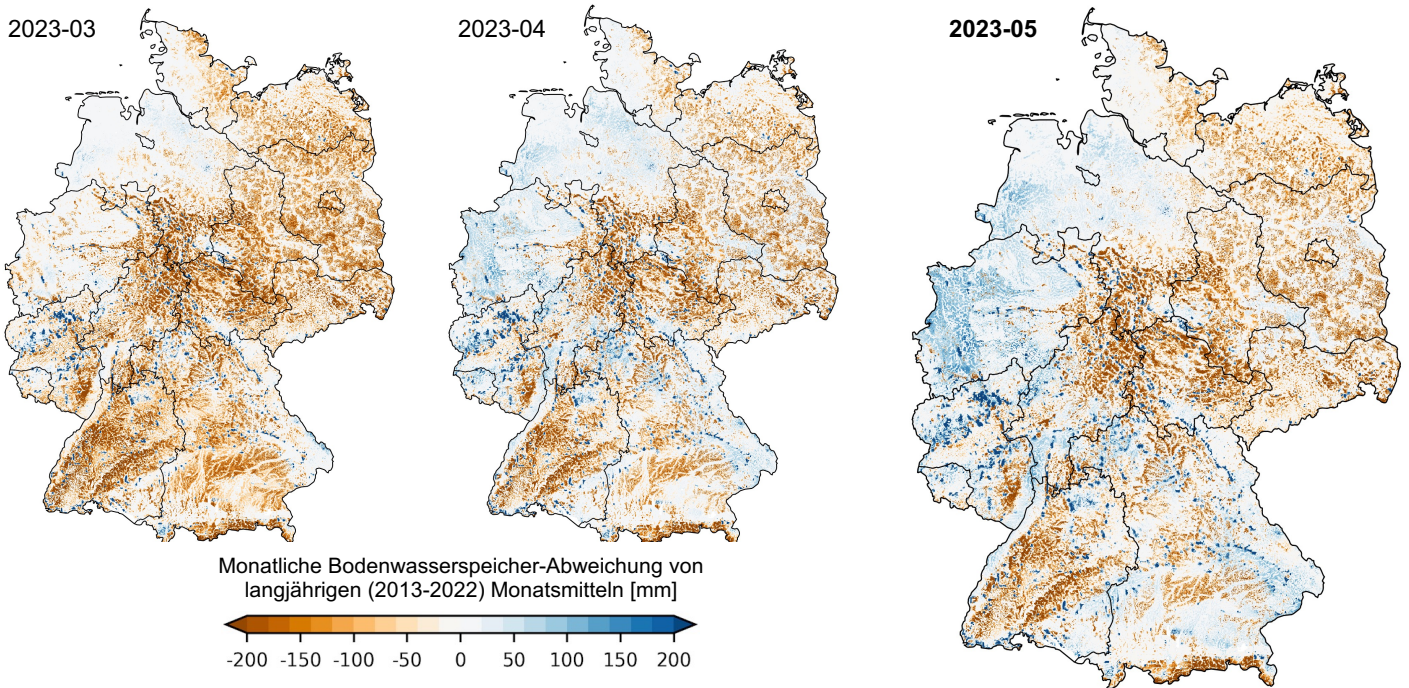 2023-03
2023-04
2023-05
Monatliche Bodenwasserspeicher-Abweichung von
langjährigen (2013-2022) Monatsmitteln [mm]
-200 -150 -100 -50 0 50 100 150 200